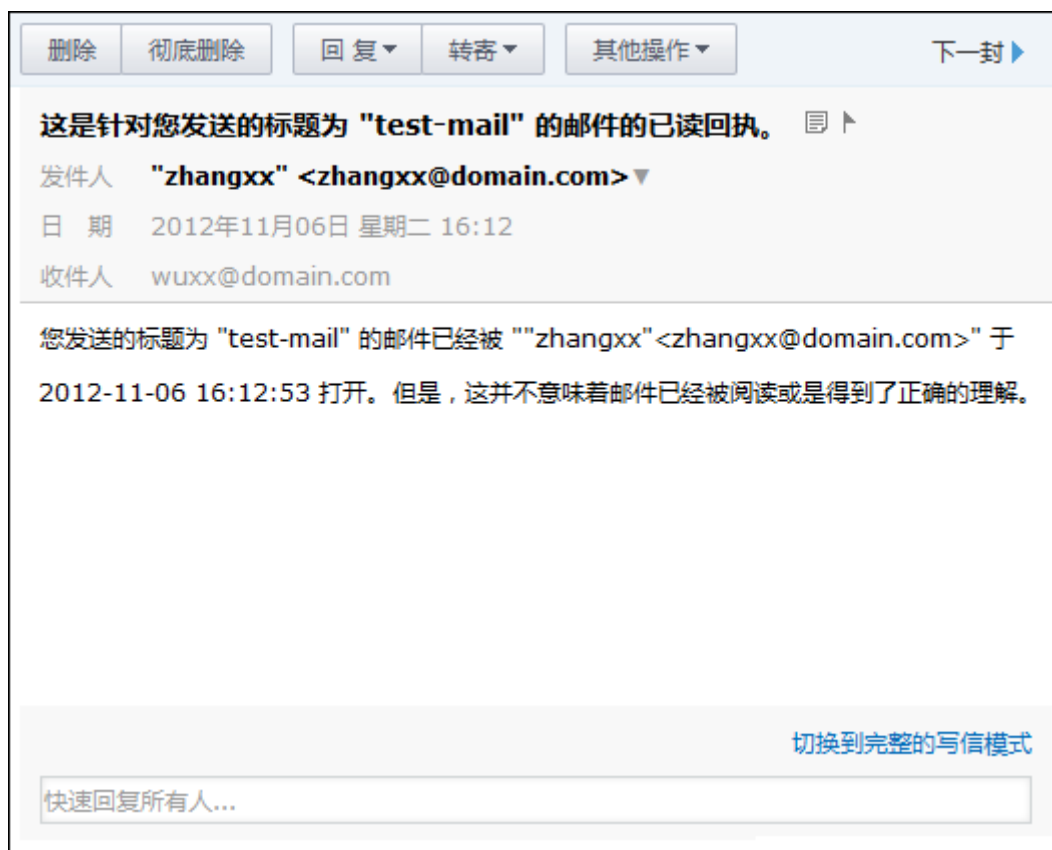 删除 彻底删除 回 复 转寄 其他操作 下一封
这是针对您发送的标题为 "test-mail" 的邮件的已读回执。
发件人 "zhangxx" <zhangxx@domain.com>
日 期 2012年11月06日 星期二 16:12
收件人 wuxx@domain.com
您发送的标题为 "test-mail" 的邮件已经被 ""zhangxx"<zhangxx@domain.com>" 于
2012-11-06 16:12:53 打开。但是，这并不意味着邮件已经被阅读或是得到了正确的理解。
切换到完整的写信模式
快速回复所有人...